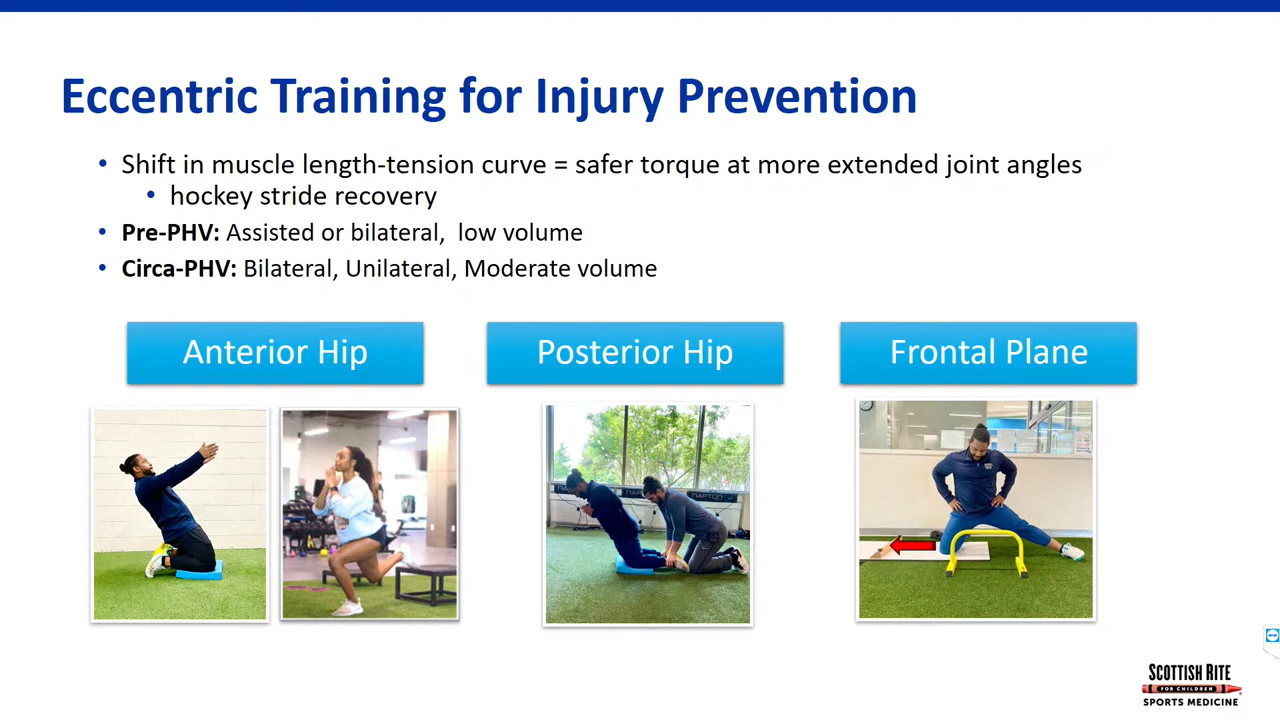 Eccentric Training for Injury Prevention
• Shift in muscle length-tension curve = safer torque at more extended joint angles
• hockey stride recovery
• Pre-PHV: Assisted or bilateral,  low volume
• Circa-PHV: Bilateral, Unilateral, Moderate volume
Anterior Hip
Posterior Hip
Frontal Plane
SCOTTISH RITE
FOR CHILDREN
SPORTS MEDICINE